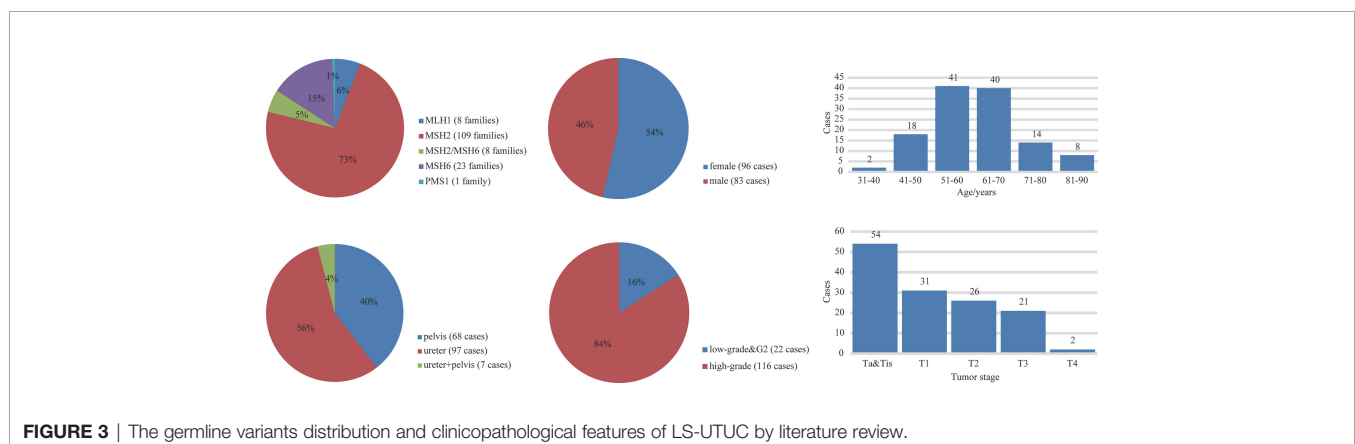 1%
6%
15%
5%
73%
MLH1 (8 families)
MSH2 (109 families)
MSH2/MSH6 (8 families)
MSH6 (23 families)
PMS1 (1 family)
46%
54%
female (96 cases)
male (83 cases)
45
40
35
30
25
20
15
10
5
0
Cases
2
18
41
40
14
8
31-40 41-50 51-60 61-70 71-80 81-90
Age/years
4%
40%
56%
pelvis (68 cases)
ureter (97 cases)
ureter+pelvis (7 cases)
16%
84%
low-grade&G2 (22 cases)
high-grade (116 cases)
60
50
40
30
20
10
0
Cases
54
31
26
21
2
Ta&Tis T1 T2 T3 T4
Tumor stage
FIGURE 3 | The germline variants distribution and clinicopathological features of LS-UTUC by literature review.